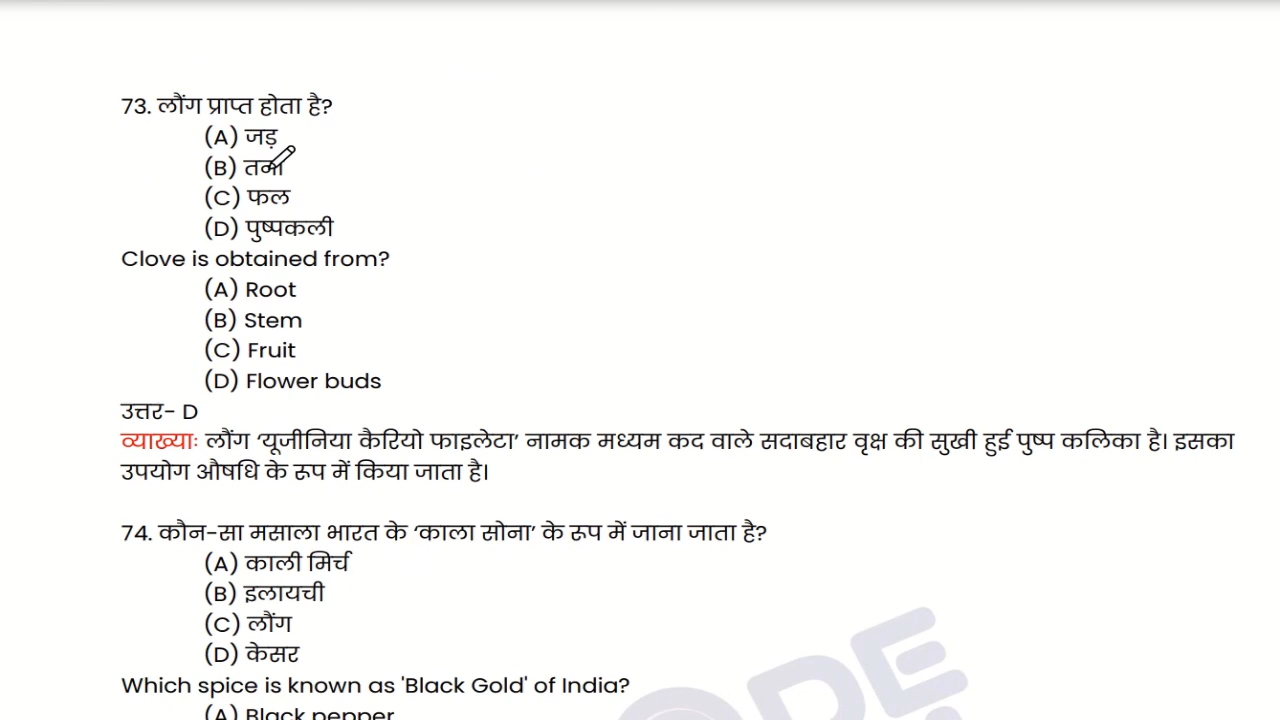 73. लौंग प्राप्त होता है?
(A) जड़
(B) तना
(C) फल
(D) पुष्पकली
Clove is obtained from?
(A) Root
(B) Stem
(C) Fruit
(D) Flower buds
उत्तर- D
व्याख्याः लौंग ‘यूजीनिया कैरियो फाइलेटा’ नामक मध्यम कद वाले सदाबहार वृक्ष की सुखी हुई पुष्प कलिका है। इसका
उपयोग औषधि के रूप में किया जाता है।
74. कौन-सा मसाला भारत के ‘काला सोना’ के रूप में जाना जाता है?
(A) काली मिर्च
(B) इलायची
(C) लौंग
(D) केसर
Which spice is known as 'Black Gold' of India?
(A) Black pepper